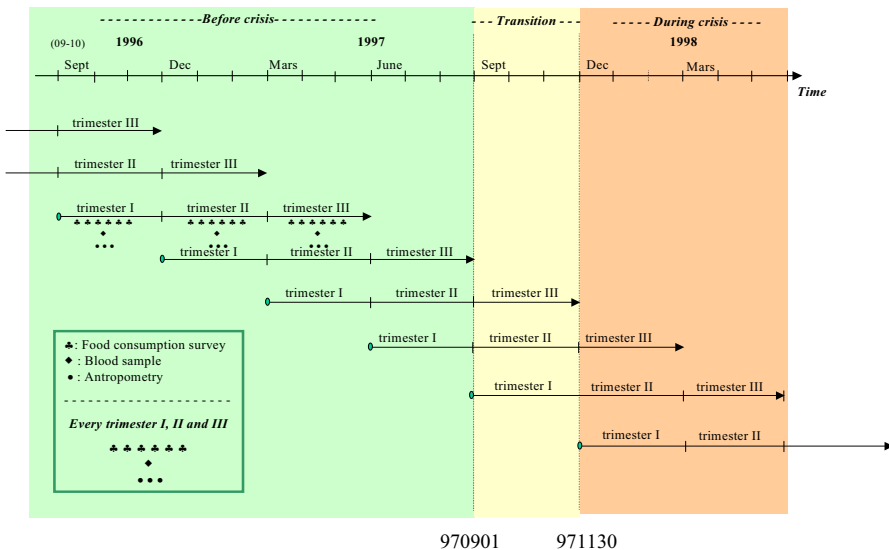 Before crisis Transition During crisis
(09-10) 1996 1997 1998
Sept Dec Mars June Sept Dec Mars
Time
trimester III
trimester II trimester III
trimester I trimester II trimester III
♣ ♣ ♣ ♣ ♣ ♣ ♣ ♣ ♣ ♣ ♣ ♣ ♣ ♣ ♣ ♣ ♣ ♣
♦ ♦ ♦
● ● ● ● ● ● ● ● ●
trimester I trimester II trimester III
trimester I trimester II trimester III
trimester I trimester II trimester III
trimester I trimester II trimester III
trimester I trimester II
♣: Food consumption survey
♦ : Blood sample
● : Antropometry
Every trimester I, II and III
♣ ♣ ♣ ♣ ♣ ♣
♦
● ● ●
970901 971130